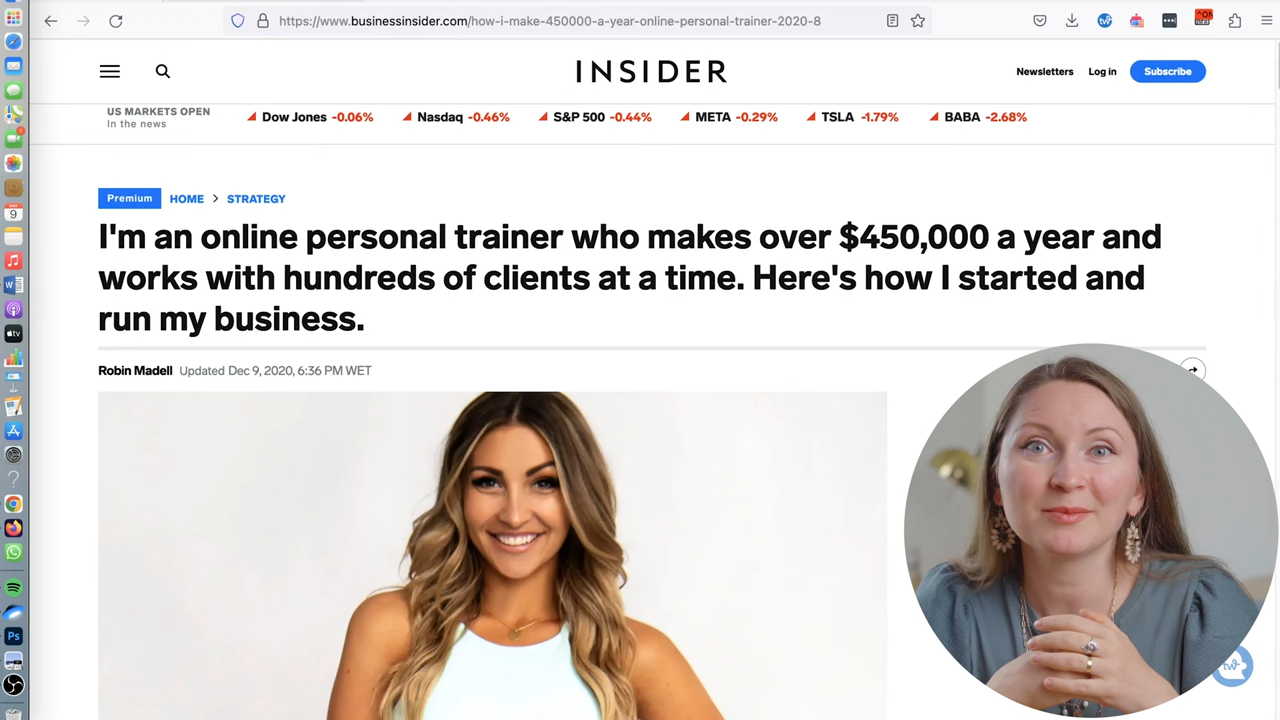 https://www.businessinsider.com/how-i-make-450000-a-year-online-personal-trainer-2020-8
INSIDER
Newsletters Log in Subscribe
US MARKETS OPEN
In the news
Dow Jones -0.06% Nasdaq -0.46% S&P 500 -0.44% META -0.29% TSLA -1.79% BABA -2.68%
Premium HOME > STRATEGY
I'm an online personal trainer who makes over $450,000 a year and
works with hundreds of clients at a time. Here's how I started and
run my business.
Robin Madell Updated Dec 9, 2020, 6:36 PM WET
9
tv
Ps